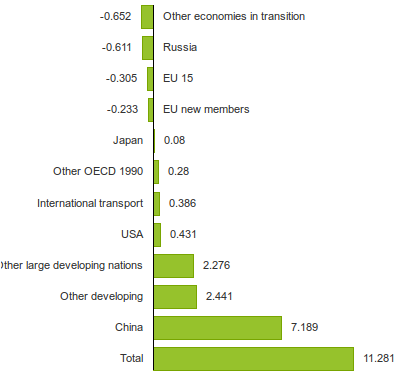 -0.652 Other economies in transition
-0.611 Russia
-0.305 EU 15
-0.233 EU new members
Japan 0.08
Other OECD 1990 0.28
International transport 0.386
USA 0.431
ther large developing nations 2.276
Other developing 2.441
China 7.189
Total 11.281